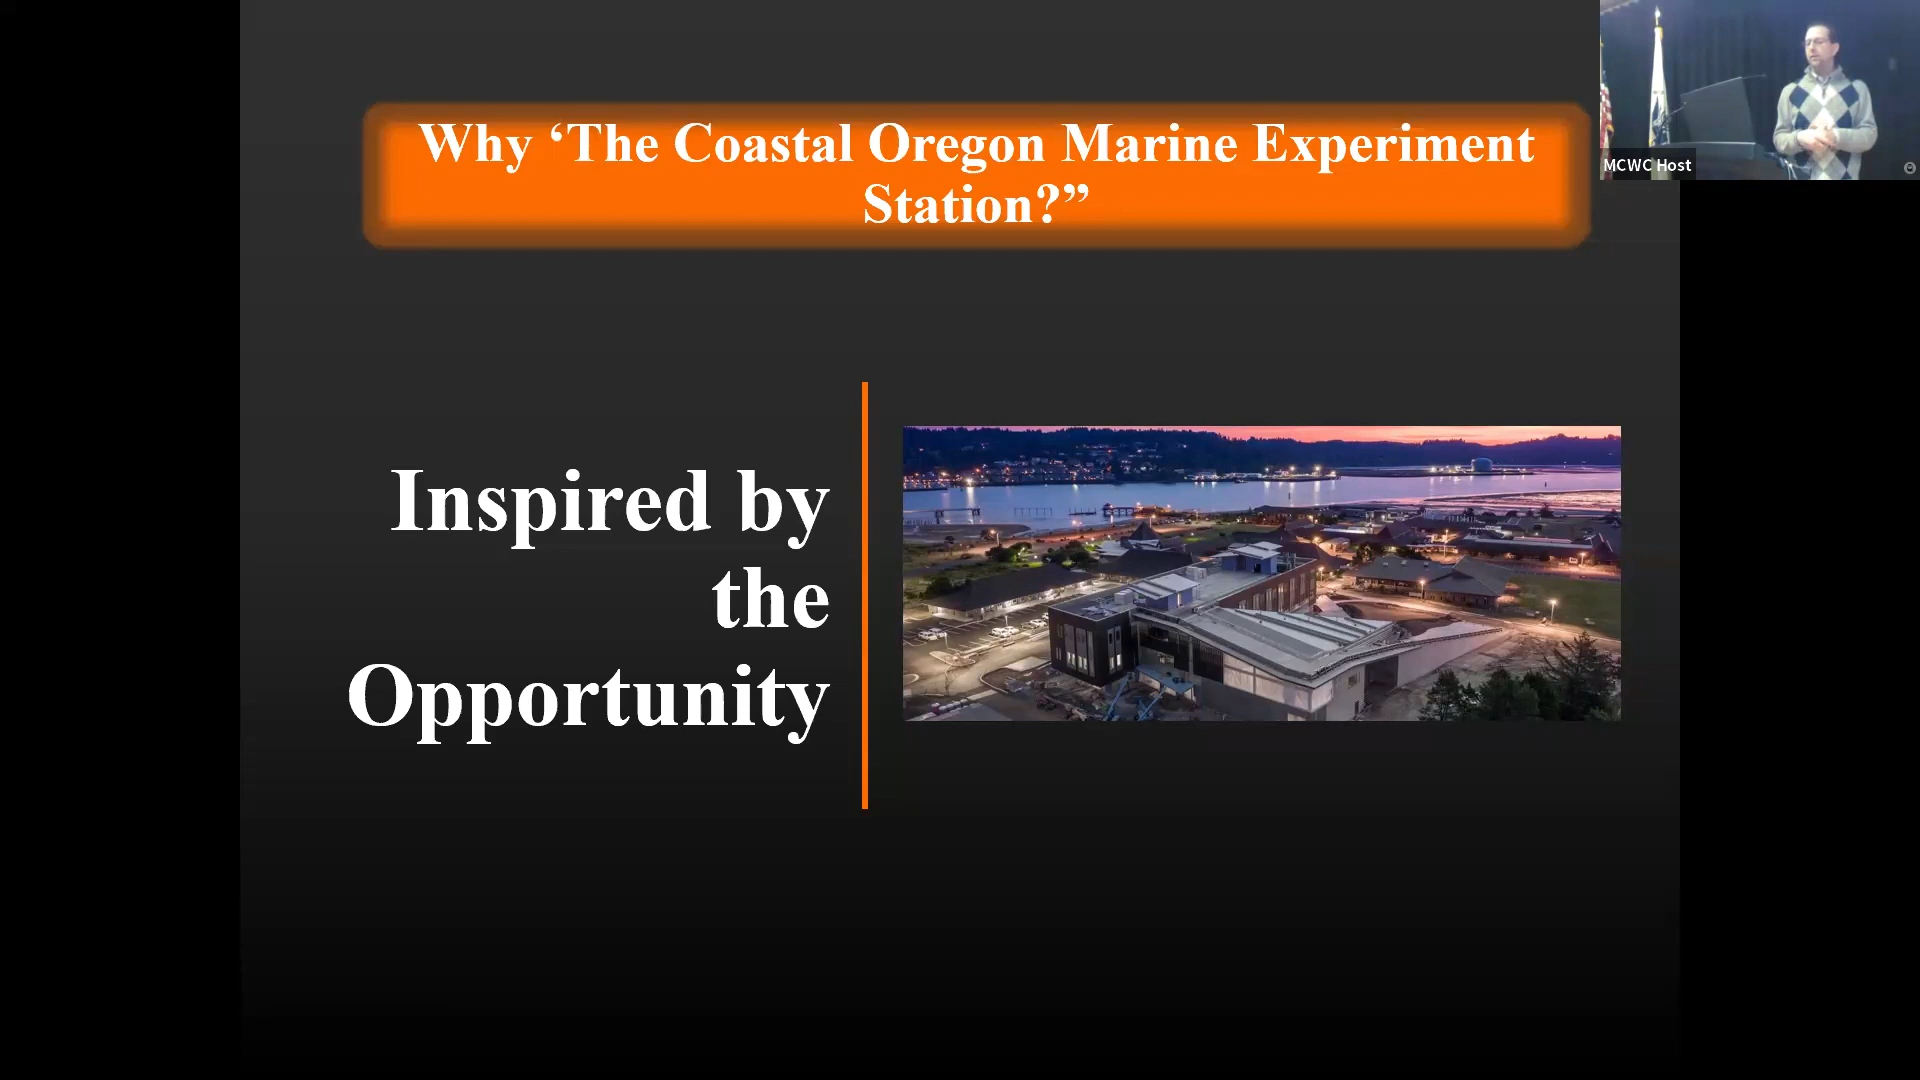 Why ‘The Coastal Oregon Marine Experiment
Station?”
MCWC Host
Inspired by
the
Opportunity